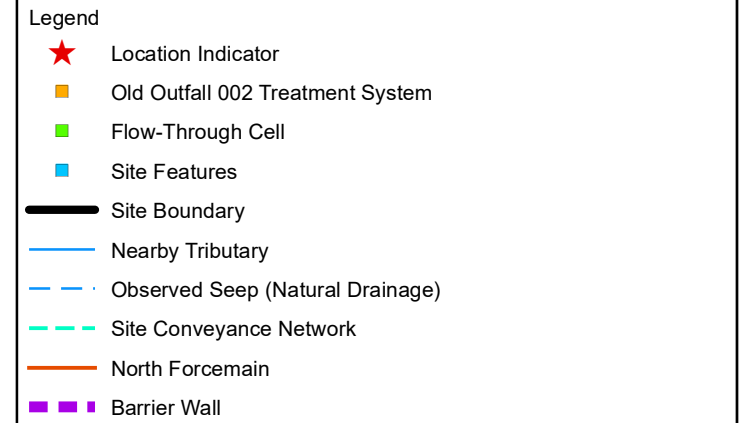 Legend
Location Indicator
Old Outfall 002 Treatment System
Flow-Through Cell
Site Features
Site Boundary
Nearby Tributary
Observed Seep (Natural Drainage)
Site Conveyance Network
North Forcemain
Barrier Wall